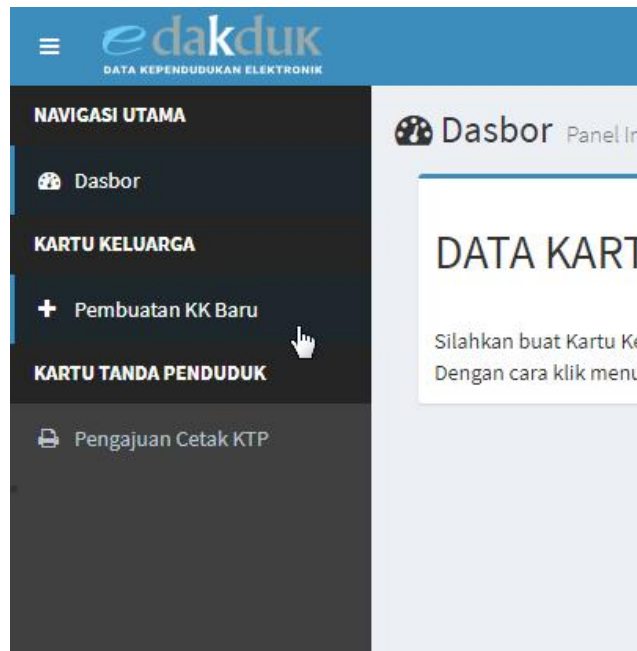 edakduk
DATA KEPENDUDUKAN ELEKTRONIK
NAVIGASI UTAMA
Dasbor
KARTU KELUARGA
Pembuatan KK Baru
KARTU TANDA PENDUDUK
Pengajuan Cetak KTP
Dasbor Panel
DATA
Silahkan buat Kartu
Dengan cara klik menu